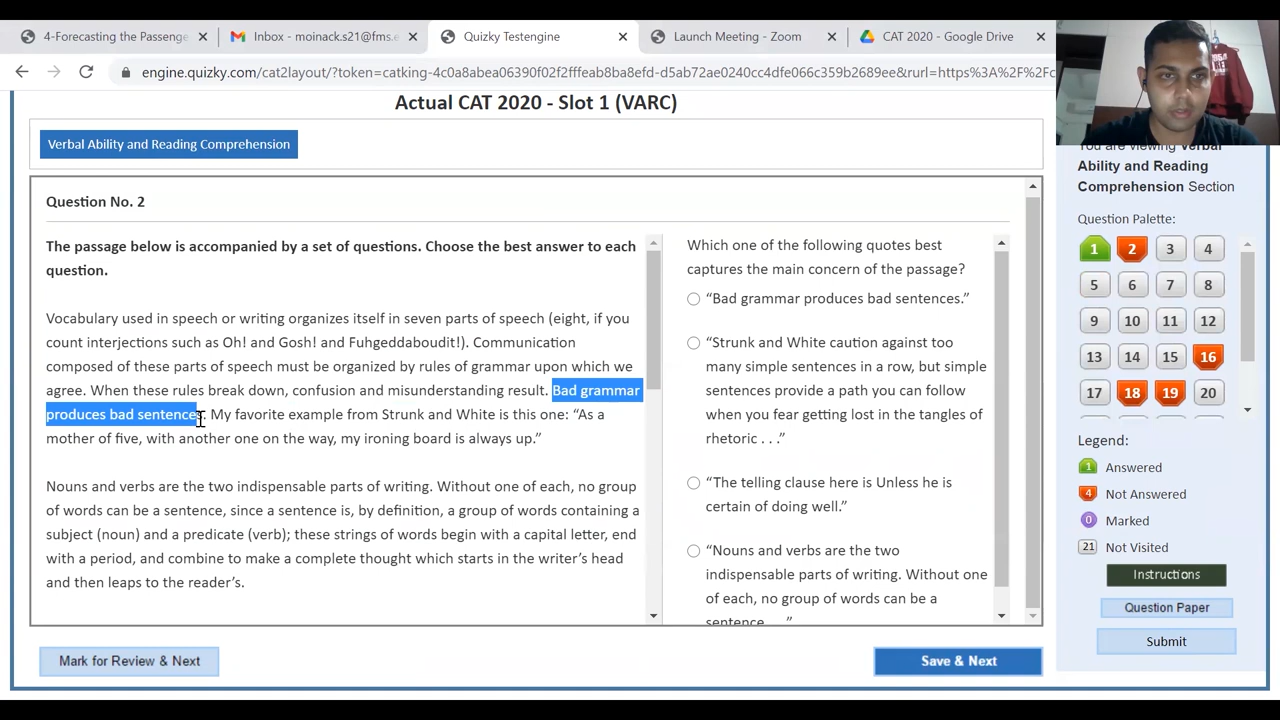 4-Forecasting the Passenge
Inbox - moinack.s21@fms.e
Quizky Testengine
Launch Meeting - Zoom
CAT 2020 - Google Drive
engine.quizky.com/cat2layout/?token=catking-4c0a8abea06330f02f2fffeab8ba8efd-d5ab72ae0240cc4dfe066c359b2689ee&rurl=https%3A%2F%2Fc
Actual CAT 2020 - Slot 1 (VARC)
Verbal Ability and Reading Comprehension
Question No. 2
The passage below is accompanied by a set of questions. Choose the best answer to each
question.
Vocabulary used in speech or writing organizes itself in seven parts of speech (eight, if you
count interjections such as Oh! and Gosh! and Fuhgeddaboudit!). Communication
composed of these parts of speech must be organized by rules of grammar upon which we
agree. When these rules break down, confusion and misunderstanding result. Bad grammar
produces bad sentences. My favorite example from Strunk and White is this one: “As a
mother of five, with another one on the way, my ironing board is always up.”
Nouns and verbs are the two indispensable parts of writing. Without one of each, no group
of words can be a sentence, since a sentence is, by definition, a group of words containing a
subject (noun) and a predicate (verb); these strings of words begin with a capital letter, end
with a period, and combine to make a complete thought which starts in the writer’s head
and then leaps to the reader’s.
Which one of the following quotes best
captures the main concern of the passage?
“Bad grammar produces bad sentences.”
“Strunk and White caution against too
many simple sentences in a row, but simple
sentences provide a path you can follow
when you fear getting lost in the tangles of
rhetoric . . .”
“The telling clause here is Unless he is
certain of doing well.”
“Nouns and verbs are the two
indispensable parts of writing. Without one
of each, no group of words can be a
sentence . . .”
Mark for Review & Next
Save & Next
You are viewing Verbal
Ability and Reading
Comprehension Section
Question Palette:
1 2 3 4
5 6 7 8
9 10 11 12
13 14 15 16
17 18 19 20
Legend:
1 Answered
4 Not Answered
0 Marked
21 Not Visited
Instructions
Question Paper
Submit